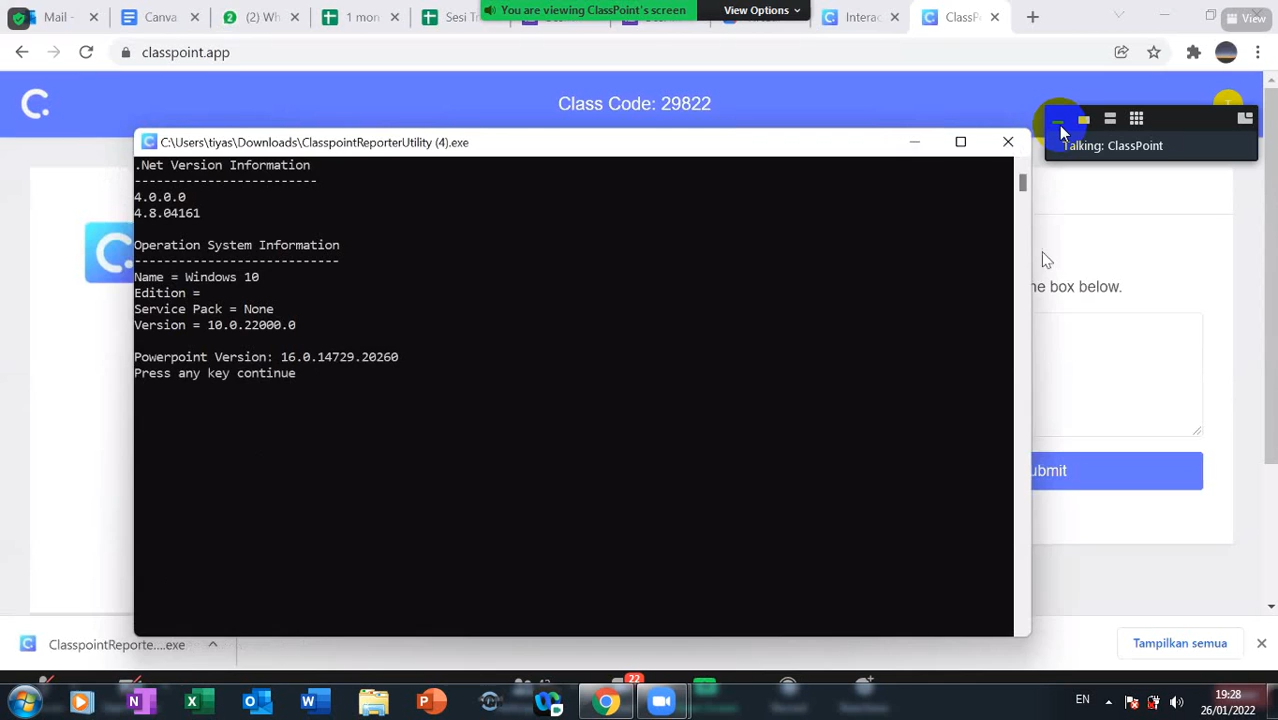 You are viewing ClassPoint's screen
View Options
Mail -
Canva
(2) Wh
1 mon
Sesi Tr
Interac
ClassP
View
classpoint.app
Class Code: 29822
Talking: ClassPoint
C:\Users\tiyas\Downloads\ClasspointReporterUtility (4).exe
.Net Version Information
-------------------------
4.0.0.0
4.8.04161
Operation System Information
----------------------------
Name = Windows 10
Edition =
Service Pack = None
Version = 10.0.22000.0
Powerpoint Version: 16.0.14729.20260
Press any key continue
he box below.
ubmit
ClasspointReporte....exe
Tampilkan semua
22
EN
19:28
26/01/2022